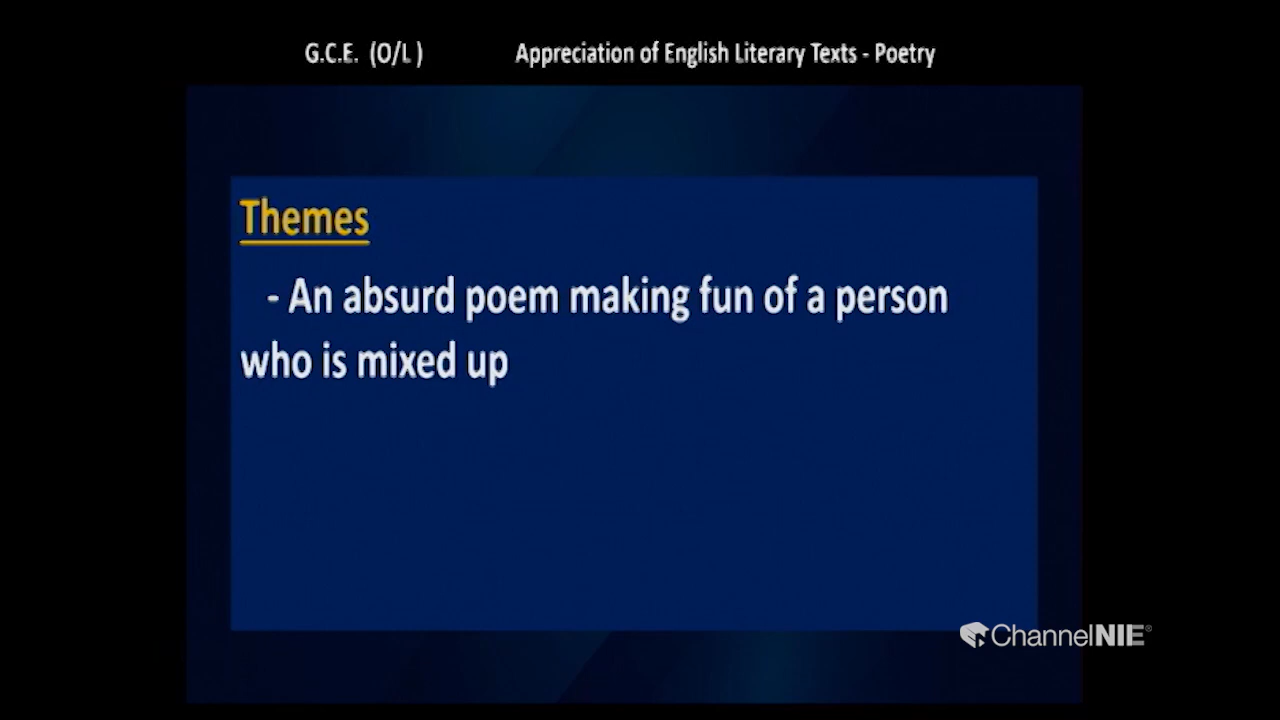 G.C.E. (O/L ) Appreciation of English Literary Texts - Poetry
Themes
- An absurd poem making fun of a person
who is mixed up
ChannelNIE®